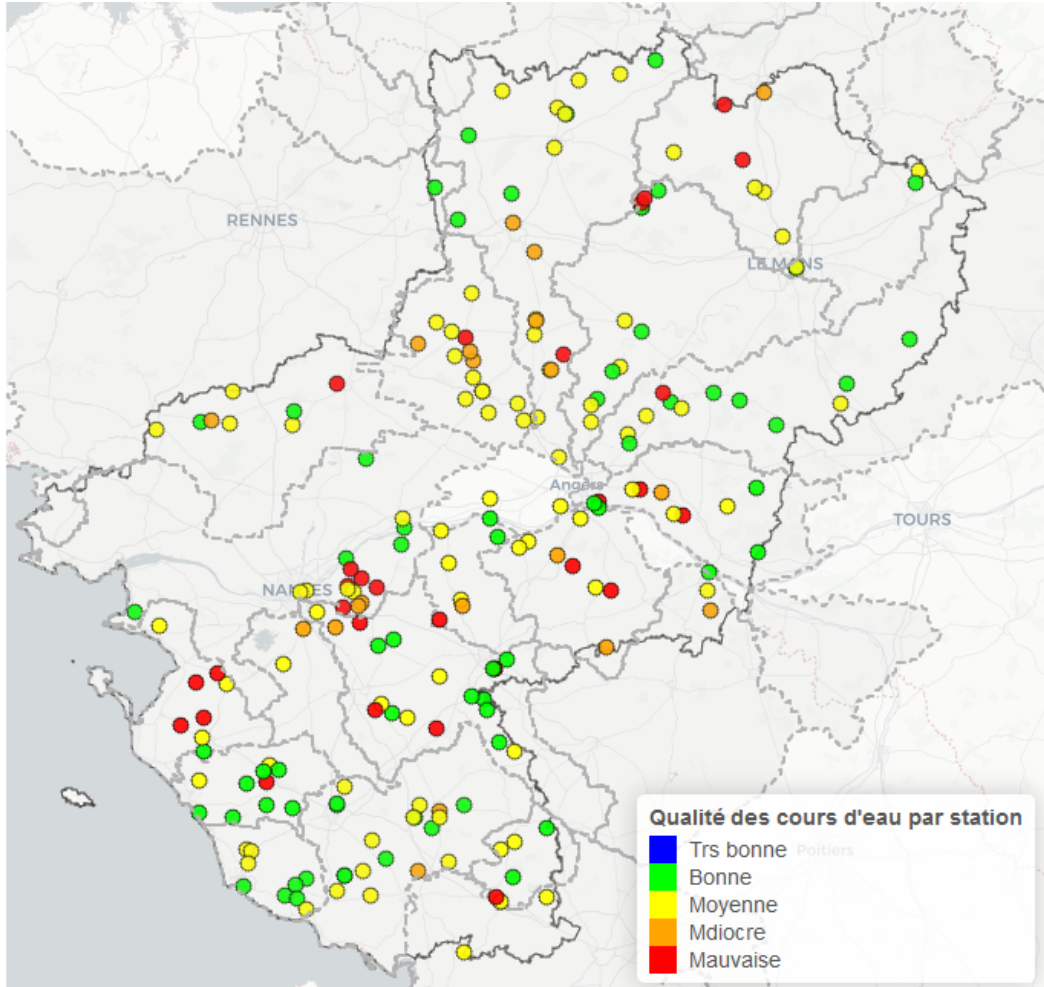 RENNES
LE MANS
Angers
TOURS
NANTES
Qualité des cours d'eau par station
Trs bonne
Poitiers
Bonne
Moyenne
Mdiocre
Mauvaise